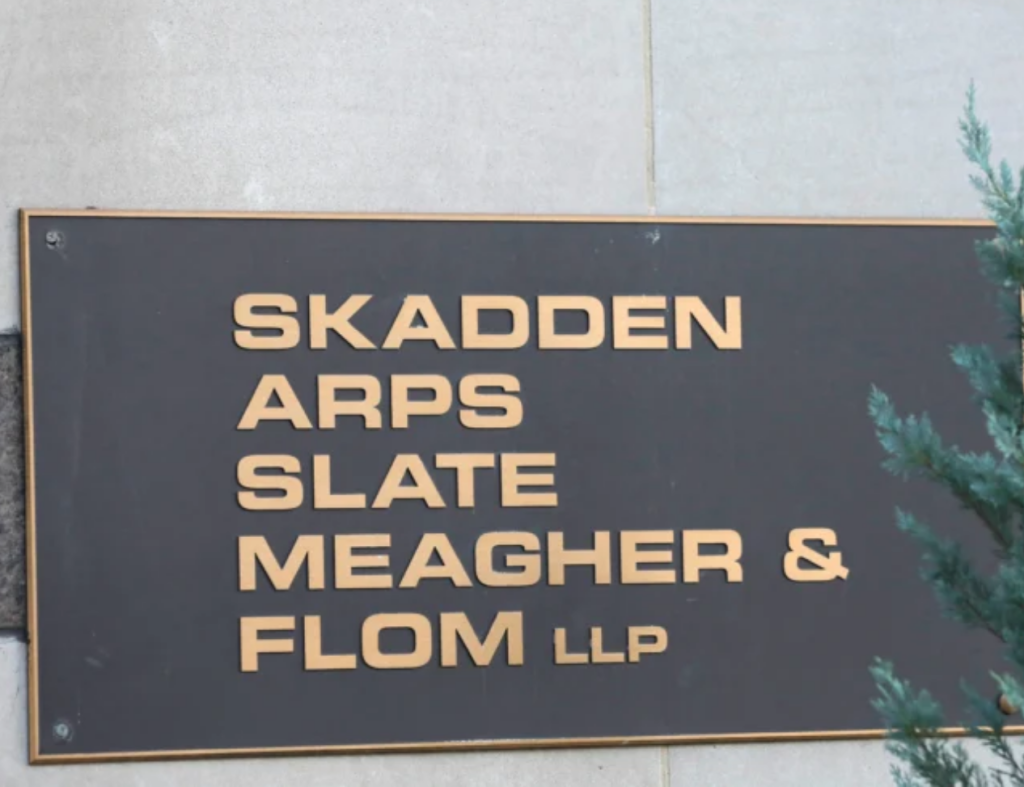 SKADDEN
ARPS
SLATE
MEAGHER &
FLOM LLP